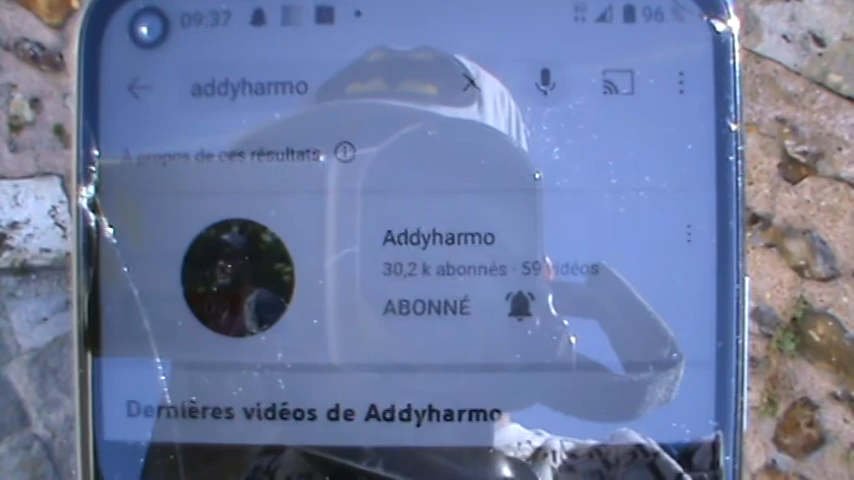 09:37 96
addyharmo
À propos de ces résultats
Addyharmo
30,2 k abonnés · 59 vidéos
ABONNÉ
Dernières vidéos de Addyharmo